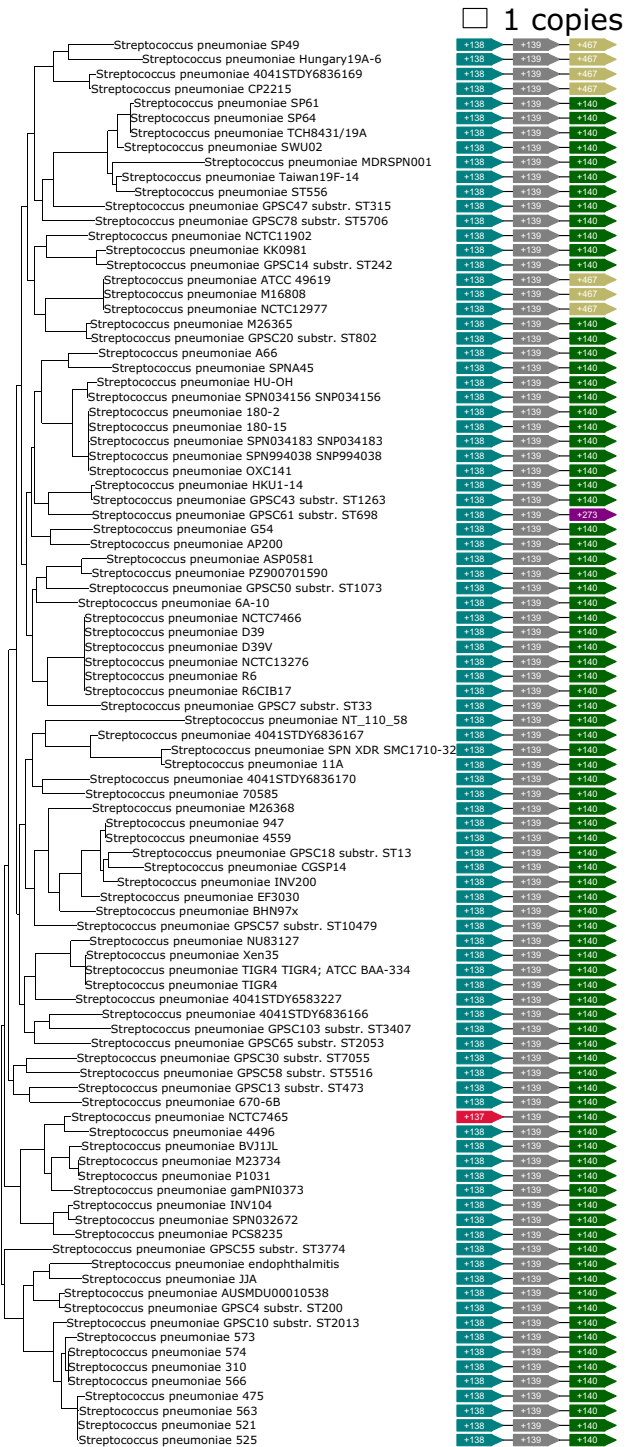 1 copies
Streptococcus pneumoniae SP49 +138 +139 +467
Streptococcus pneumoniae Hungary19A-6 +138 +139 +467
Streptococcus pneumoniae 4041STDY6836169 +138 +139 +467
Streptococcus pneumoniae CP2215 +138 +139 +467
Streptococcus pneumoniae SP61 +138 +139 +140
Streptococcus pneumoniae SP64 +138 +139 +140
Streptococcus pneumoniae TCH8431/19A +138 +139 +140
Streptococcus pneumoniae SWU02 +138 +139 +140
Streptococcus pneumoniae MDRSPN001 +138 +139 +140
Streptococcus pneumoniae Taiwan19F-14 +138 +139 +140
Streptococcus pneumoniae ST556 +138 +139 +140
Streptococcus pneumoniae GPSC47 substr. ST315 +138 +139 +140
Streptococcus pneumoniae GPSC78 substr. ST5706 +138 +139 +140
Streptococcus pneumoniae NCTC11902 +138 +139 +140
Streptococcus pneumoniae KK0981 +138 +139 +140
Streptococcus pneumoniae GPSC14 substr. ST242 +138 +139 +140
Streptococcus pneumoniae ATCC 49619 +138 +139 +467
Streptococcus pneumoniae M16808 +138 +139 +467
Streptococcus pneumoniae NCTC12977 +138 +139 +467
Streptococcus pneumoniae M26365 +138 +139 +140
Streptococcus pneumoniae GPSC20 substr. ST802 +138 +139 +140
Streptococcus pneumoniae A66 +138 +139 +140
Streptococcus pneumoniae SPNA45 +138 +139 +140
Streptococcus pneumoniae HU-OH +138 +139 +140
Streptococcus pneumoniae SPN034156 SNP034156 +138 +139 +140
Streptococcus pneumoniae 180-2 +138 +139 +140
Streptococcus pneumoniae 180-15 +138 +139 +140
Streptococcus pneumoniae SPN034183 SNP034183 +138 +139 +140
Streptococcus pneumoniae SPN994038 SNP994038 +138 +139 +140
Streptococcus pneumoniae OXC141 +138 +139 +140
Streptococcus pneumoniae HKU1-14 +138 +139 +140
Streptococcus pneumoniae GPSC43 substr. ST1263 +138 +139 +140
Streptococcus pneumoniae GPSC61 substr. ST698 +138 +139 +273
Streptococcus pneumoniae G54 +138 +139 +140
Streptococcus pneumoniae AP200 +138 +139 +140
Streptococcus pneumoniae ASP0581 +138 +139 +140
Streptococcus pneumoniae PZ900701590 +138 +139 +140
Streptococcus pneumoniae GPSC50 substr. ST1073 +138 +139 +140
Streptococcus pneumoniae 6A-10 +138 +139 +140
Streptococcus pneumoniae NCTC7466 +138 +139 +140
Streptococcus pneumoniae D39 +138 +139 +140
Streptococcus pneumoniae D39V +138 +139 +140
Streptococcus pneumoniae NCTC13276 +138 +139 +140
Streptococcus pneumoniae R6 +138 +139 +140
Streptococcus pneumoniae R6CIB17 +138 +139 +140
Streptococcus pneumoniae GPSC7 substr. ST33 +138 +139 +140
Streptococcus pneumoniae NT_110_58 +138 +139 +140
Streptococcus pneumoniae 4041STDY6836167 +138 +139 +140
Streptococcus pneumoniae SPN XDR SMC1710-32 +138 +139 +140
Streptococcus pneumoniae 11A +138 +139 +140
Streptococcus pneumoniae 4041STDY6836170 +138 +139 +140
Streptococcus pneumoniae 70585 +138 +139 +140
Streptococcus pneumoniae M26368 +138 +139 +140
Streptococcus pneumoniae 947 +138 +139 +140
Streptococcus pneumoniae 4559 +138 +139 +140
Streptococcus pneumoniae GPSC18 substr. ST13 +138 +139 +140
Streptococcus pneumoniae CGSP14 +138 +139 +140
Streptococcus pneumoniae INV200 +138 +139 +140
Streptococcus pneumoniae EF3030 +138 +139 +140
Streptococcus pneumoniae BHN97x +138 +139 +140
Streptococcus pneumoniae GPSC57 substr. ST10479 +138 +139 +140
Streptococcus pneumoniae NU83127 +138 +139 +140
Streptococcus pneumoniae Xen35 +138 +139 +140
Streptococcus pneumoniae TIGR4 TIGR4; ATCC BAA-334 +138 +139 +140
Streptococcus pneumoniae TIGR4 +138 +139 +140
Streptococcus pneumoniae 4041STDY6583227 +138 +139 +140
Streptococcus pneumoniae 4041STDY6836166 +138 +139 +140
Streptococcus pneumoniae GPSC103 substr. ST3407 +138 +139 +140
Streptococcus pneumoniae GPSC65 substr. ST2053 +138 +139 +140
Streptococcus pneumoniae GPSC30 substr. ST7055 +138 +139 +140
Streptococcus pneumoniae GPSC58 substr. ST5516 +138 +139 +140
Streptococcus pneumoniae GPSC13 substr. ST473 +138 +139 +140
Streptococcus pneumoniae 670-6B +138 +139 +140
Streptococcus pneumoniae NCTC7465 +137 +139 +140
Streptococcus pneumoniae 4496 +138 +139 +140
Streptococcus pneumoniae BVJ1JL +138 +139 +140
Streptococcus pneumoniae M23734 +138 +139 +140
Streptococcus pneumoniae P1031 +138 +139 +140
Streptococcus pneumoniae gamPNI0373 +138 +139 +140
Streptococcus pneumoniae INV104 +138 +139 +140
Streptococcus pneumoniae SPN032672 +138 +139 +140
Streptococcus pneumoniae PCS8235 +138 +139 +140
Streptococcus pneumoniae GPSC55 substr. ST3774 +138 +139 +140
Streptococcus pneumoniae endophthalmitis +138 +139 +140
Streptococcus pneumoniae JJA +138 +139 +140
Streptococcus pneumoniae AUSMDU00010538 +138 +139 +140
Streptococcus pneumoniae GPSC4 substr. ST200 +138 +139 +140
Streptococcus pneumoniae GPSC10 substr. ST2013 +138 +139 +140
Streptococcus pneumoniae 573 +138 +139 +140
Streptococcus pneumoniae 574 +138 +139 +140
Streptococcus pneumoniae 310 +138 +139 +140
Streptococcus pneumoniae 566 +138 +139 +140
Streptococcus pneumoniae 475 +138 +139 +140
Streptococcus pneumoniae 563 +138 +139 +140
Streptococcus pneumoniae 521 +138 +139 +140
Streptococcus pneumoniae 525 +138 +139 +140